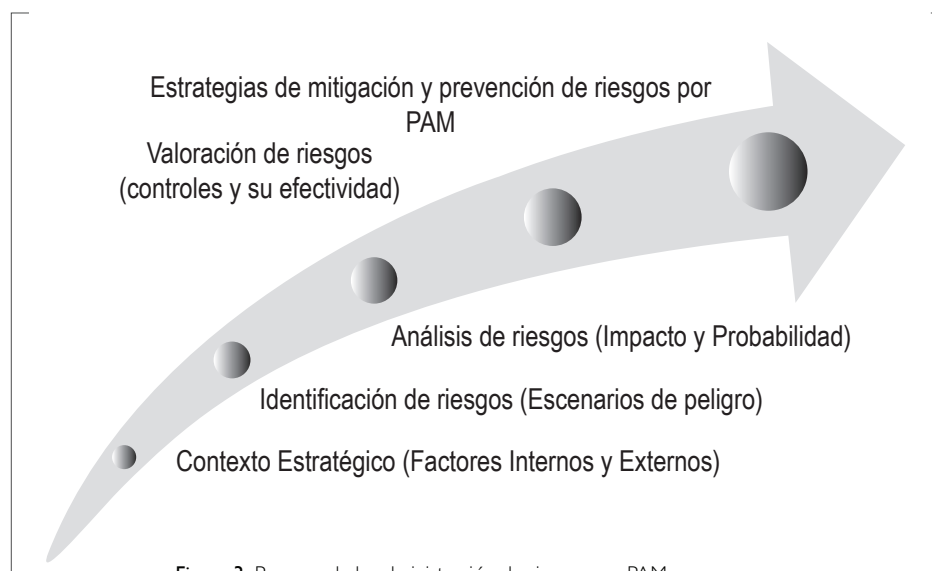 Estrategias de mitigación y prevención de riesgos por
PAM
Valoración de riesgos
(controles y su efectividad)
Análisis de riesgos (Impacto y Probabilidad)
Identificación de riesgos (Escenarios de peligro)
Contexto Estratégico (Factores Internos y Externos)